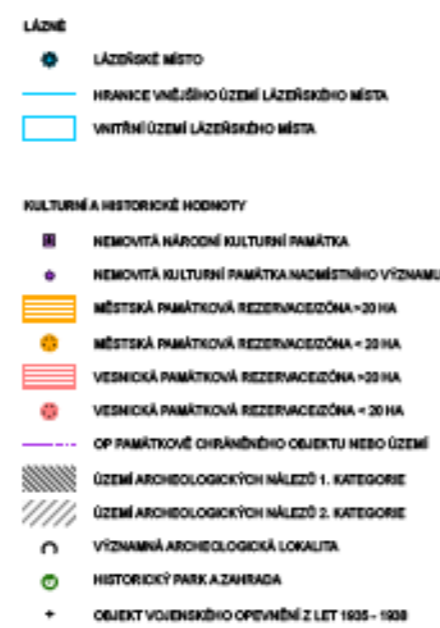 LÁZNĚ
LÁZEŇSKÉ MÍSTO
HRANICE VNĚJŠÍHO ÚZEMÍ LÁZEŇSKÉHO MÍSTA
VNITŘNÍ ÚZEMÍ LÁZEŇSKÉHO MÍSTA
KULTURNÍ A HISTORICKÉ HODNOTY
NEMOVITÁ NÁRODNÍ KULTURNÍ PAMÁTKA
NEMOVITÁ KULTURNÍ PAMÁTKA NADMÍSTNÍHO VÝZNAMU
MĚSTSKÁ PAMÁTKOVÁ REZERVACE/ZÓNA >20 HA
MĚSTSKÁ PAMÁTKOVÁ REZERVACE/ZÓNA < 20 HA
VESNICKÁ PAMÁTKOVÁ REZERVACE/ZÓNA >20 HA
VESNICKÁ PAMÁTKOVÁ REZERVACE/ZÓNA < 20 HA
OP PAMÁTKOVĚ CHRÁNĚNÉHO OBJEKTU NEBO ÚZEMÍ
ÚZEMÍ ARCHEOLOGICKÝCH NÁLEZŮ 1. KATEGORIE
ÚZEMÍ ARCHEOLOGICKÝCH NÁLEZŮ 2. KATEGORIE
VÝZNAMNÁ ARCHEOLOGICKÁ LOKALITA
HISTORICKÝ PARK A ZAHRADA
OBJEKT VOJENSKÉHO OPEVNĚNÍ Z LET 1935 - 1938